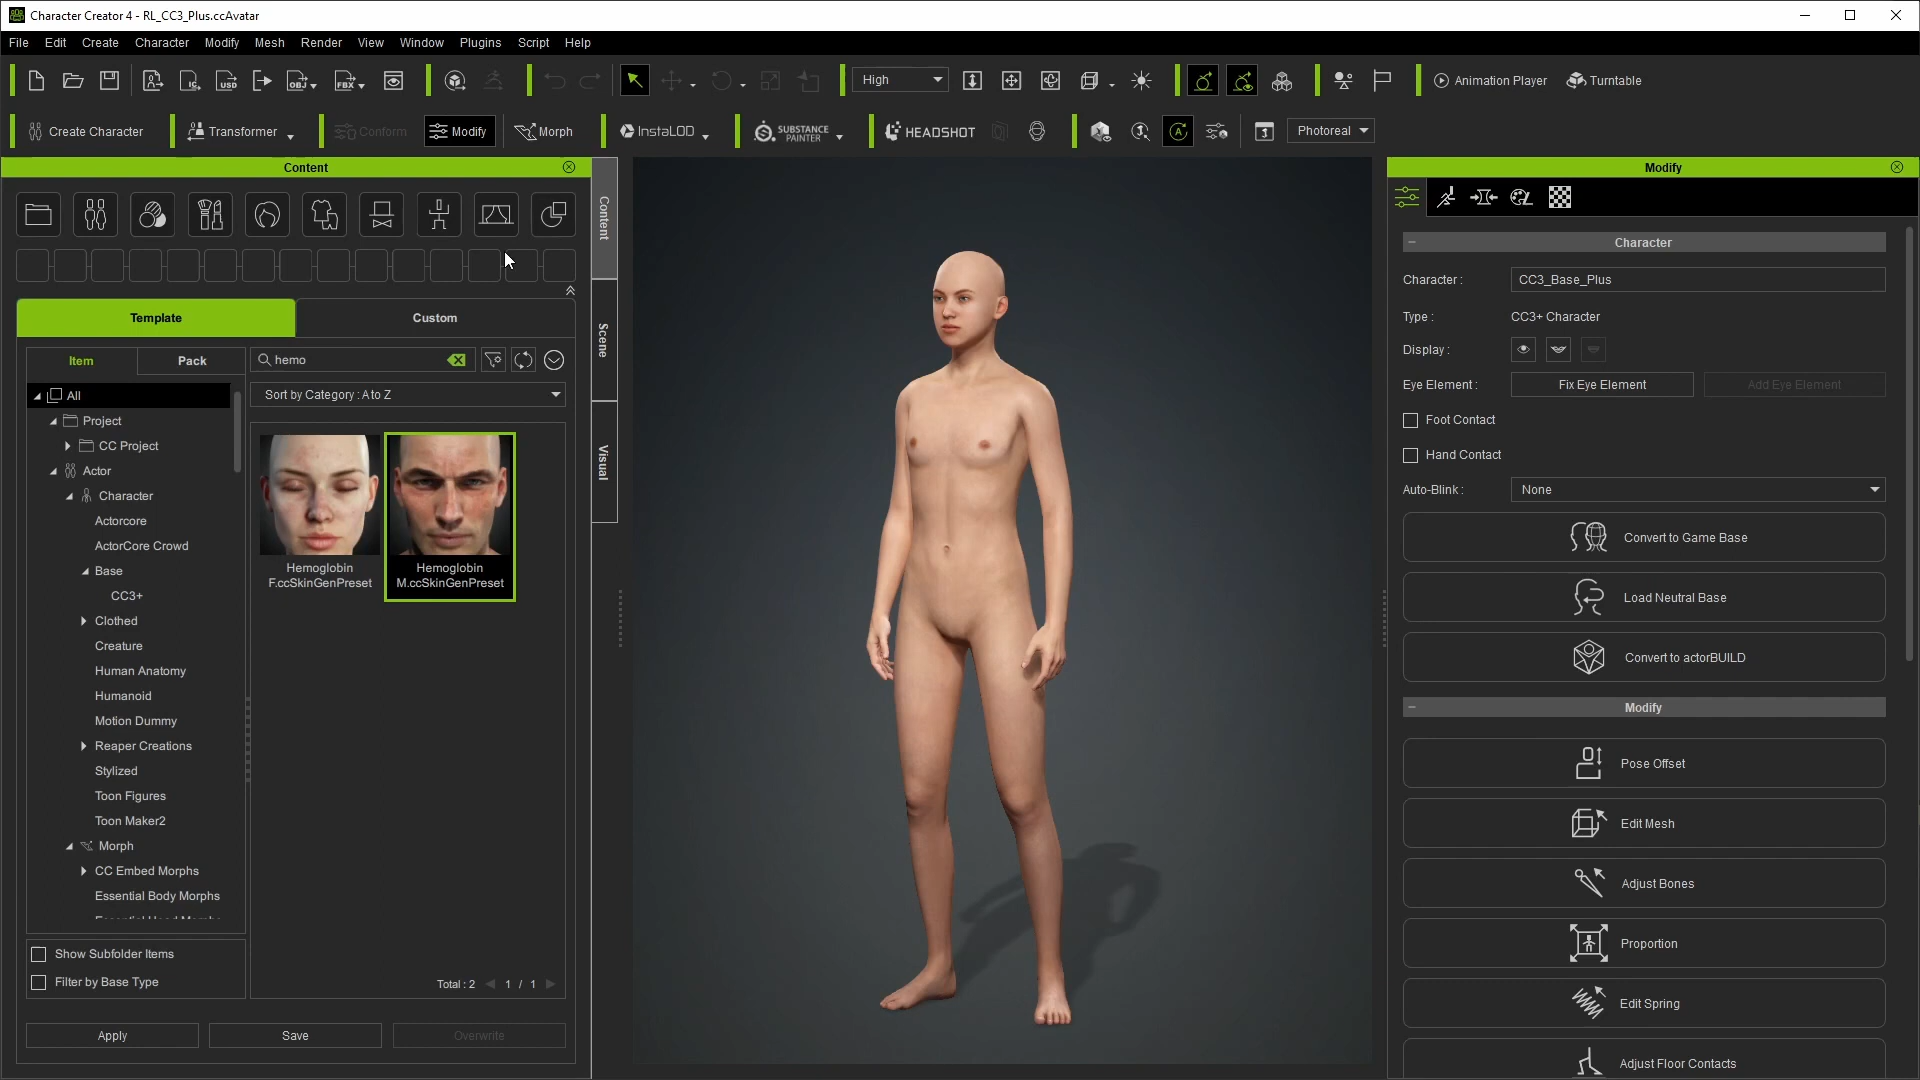 Character Creator 4 - RL_CC3_Plus.ccAvatar
File Edit Create Character Modify Mesh Render View Window Plugins Script Help
High
Animation Player
Turntable
Create Character
Transformer
Conform
Modify
Morph
InstaLOD
SUBSTANCE PAINTER
HEADSHOT
Photoreal
Content
Template
Custom
Item
Pack
hemo
Sort by Category : A to Z
All
Project
CC Project
Actor
Character
Actorcore
ActorCore Crowd
Base
CC3+
Clothed
Creature
Human Anatomy
Humanoid
Motion Dummy
Reaper Creations
Stylized
Toon Figures
Toon Maker2
Morph
CC Embed Morphs
Essential Body Morphs
Hemoglobin
F.ccSkinGenPreset
Hemoglobin
M.ccSkinGenPreset
Show Subfolder Items
Filter by Base Type
Total : 2 1 / 1
Apply
Save
Overwrite
Content
Scene
Visual
Modify
Character
Character : CC3_Base_Plus
Type : CC3+ Character
Display :
Eye Element : Fix Eye Element Add Eye Element
Foot Contact
Hand Contact
Auto-Blink : None
Convert to Game Base
Load Neutral Base
Convert to actorBUILD
Modify
Pose Offset
Edit Mesh
Adjust Bones
Proportion
Edit Spring
Adjust Floor Contacts